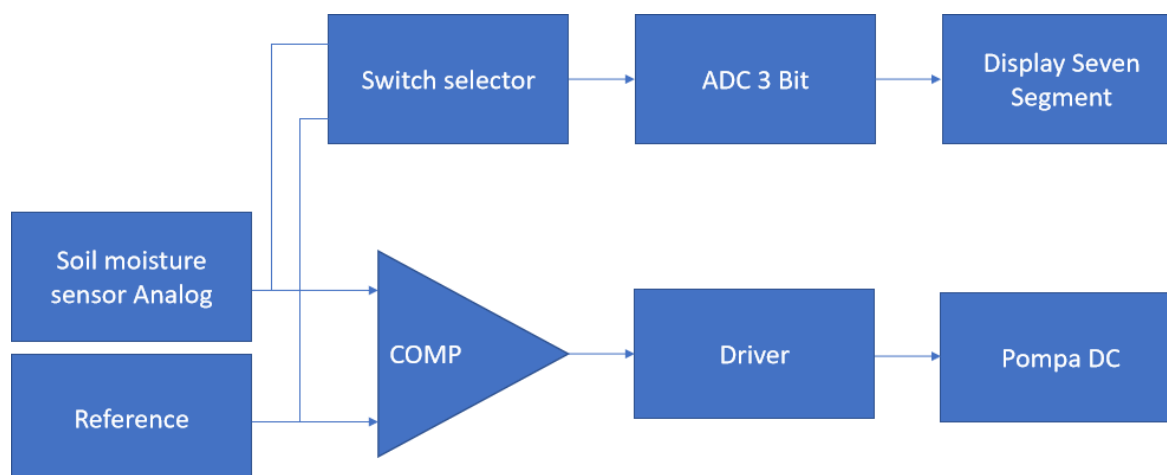 Switch selector
ADC 3 Bit
Display Seven
Segment
Soil moisture
sensor Analog
Reference
COMP
Driver
Pompa DC